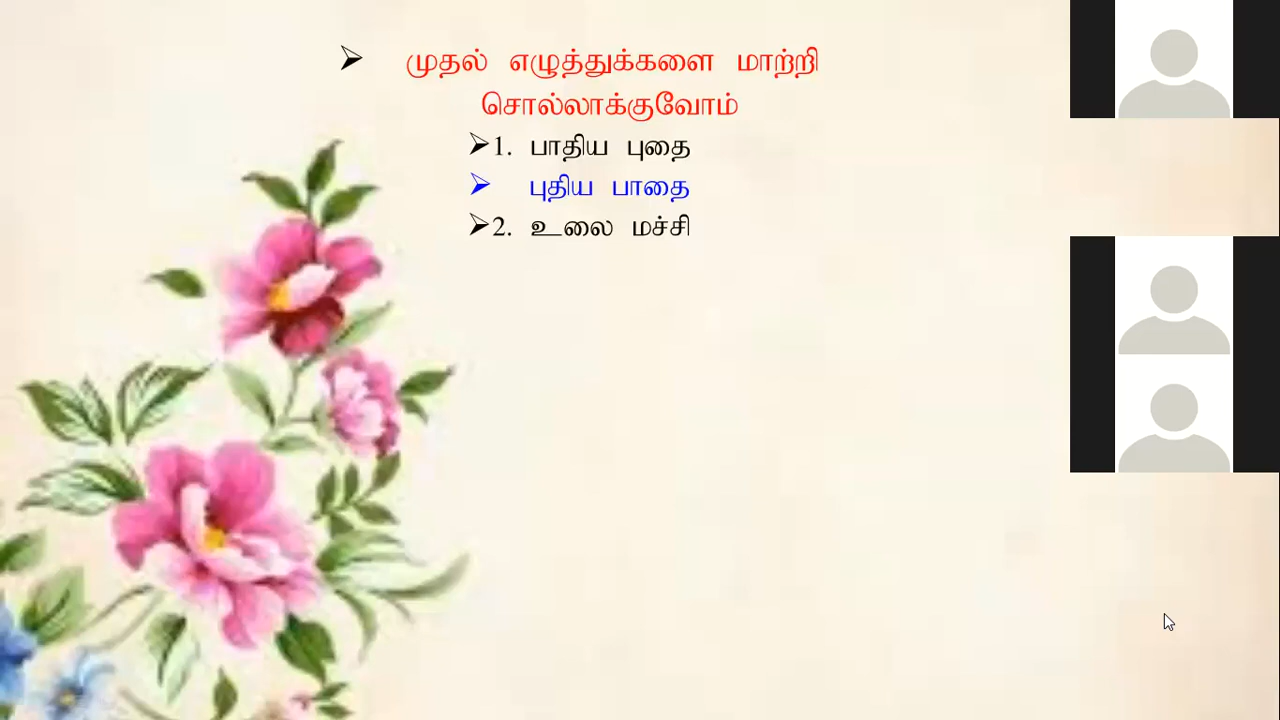 முதல் எழுத்துக்களை மாற்றி
சொல்லாக்குவோம்
1. பாதிய புதை
புதிய பாதை
2. உலை மச்சி